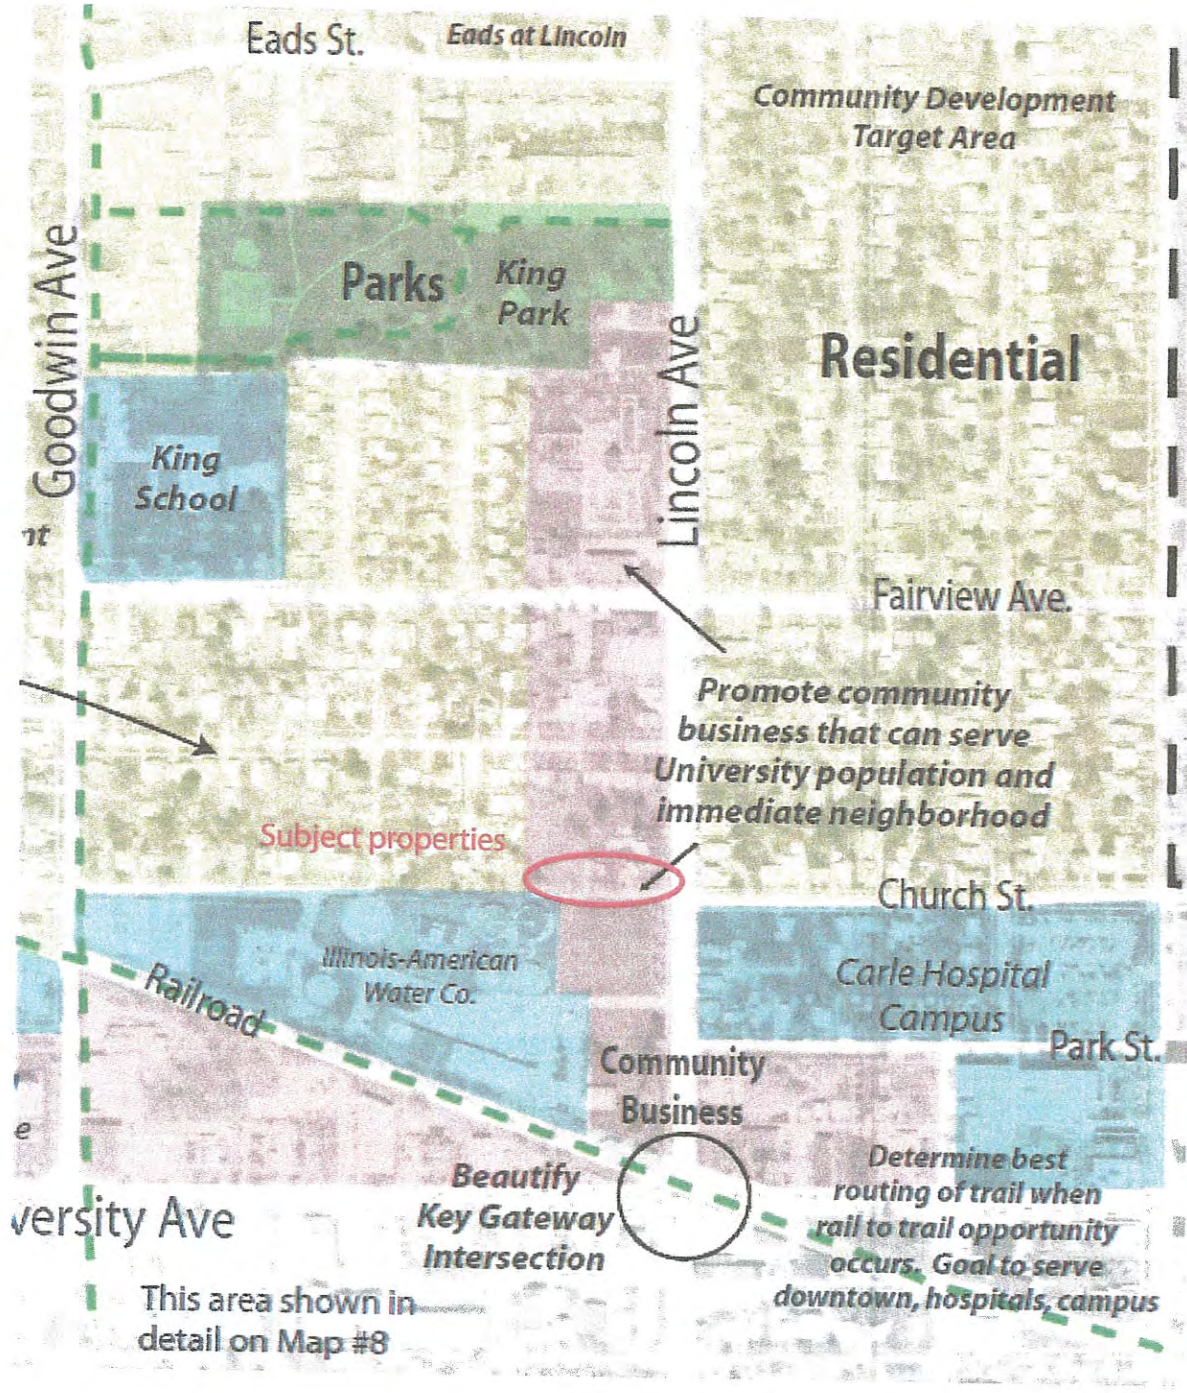 Eads St.
Eads at Lincoln
Community Development
Target Area
Goodwin Ave
Parks
King
Park
Lincoln Ave
Residential
King
School
nt
Fairview Ave.
Promote community
business that can serve
University population and
immediate neighborhood
Subject properties
Church St.
Illinois-American
Water Co.
Carle Hospital
Campus
Railroad
Park St.
Community
Business
e
Beautify
Key Gateway
Intersection
Determine best
routing of trail when
rail to trail opportunity
occurs. Goal to serve
downtown, hospitals, campus
versity Ave
This area shown in
detail on Map #8